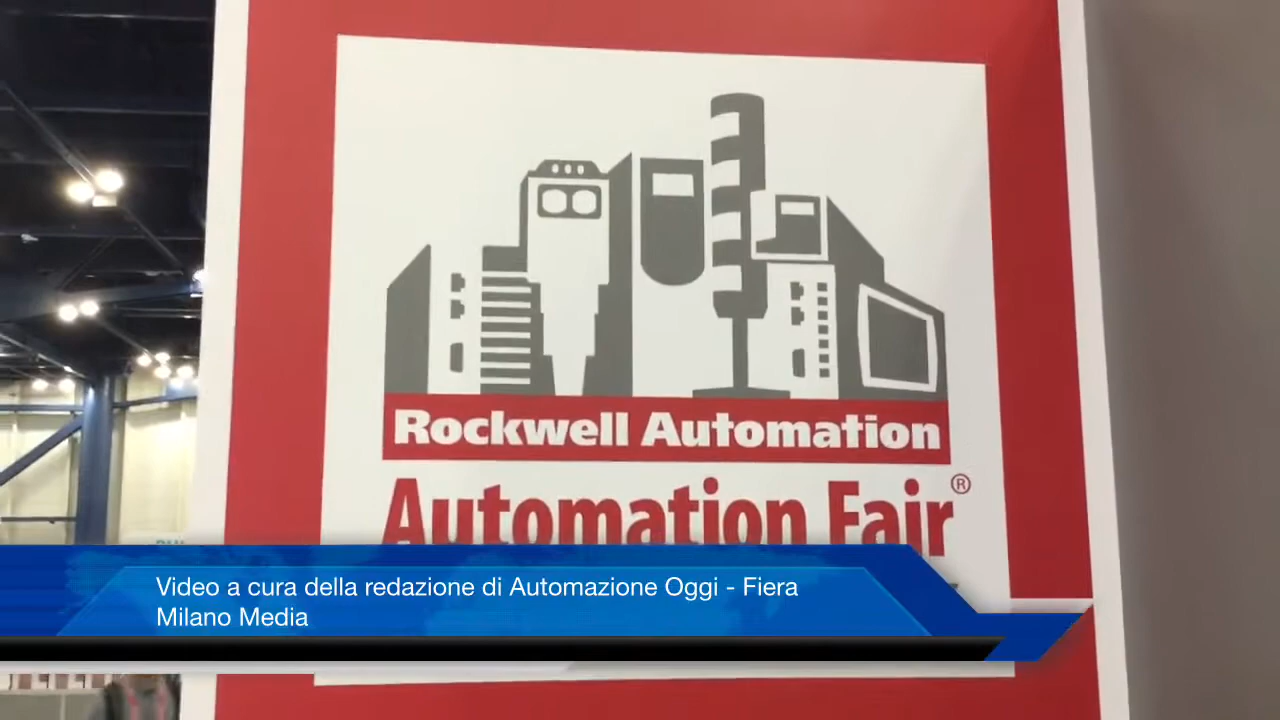 Rockwell Automation
Automation Fair®
Video a cura della redazione di Automazione Oggi - Fiera
Milano Media